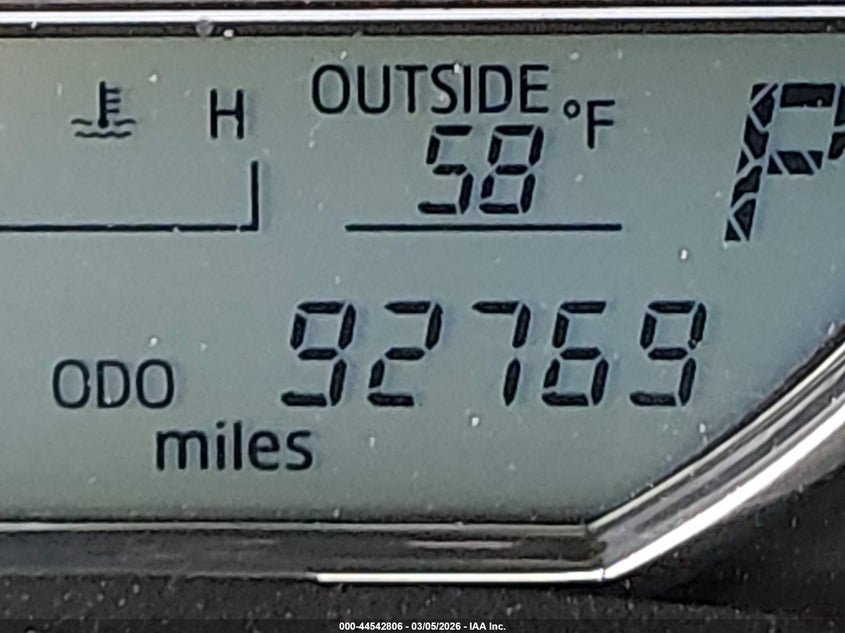 H
OUTSIDE
58 °F
P
ODO 92769
miles
000-44542806 - 03/05/2026 - IAA Inc.